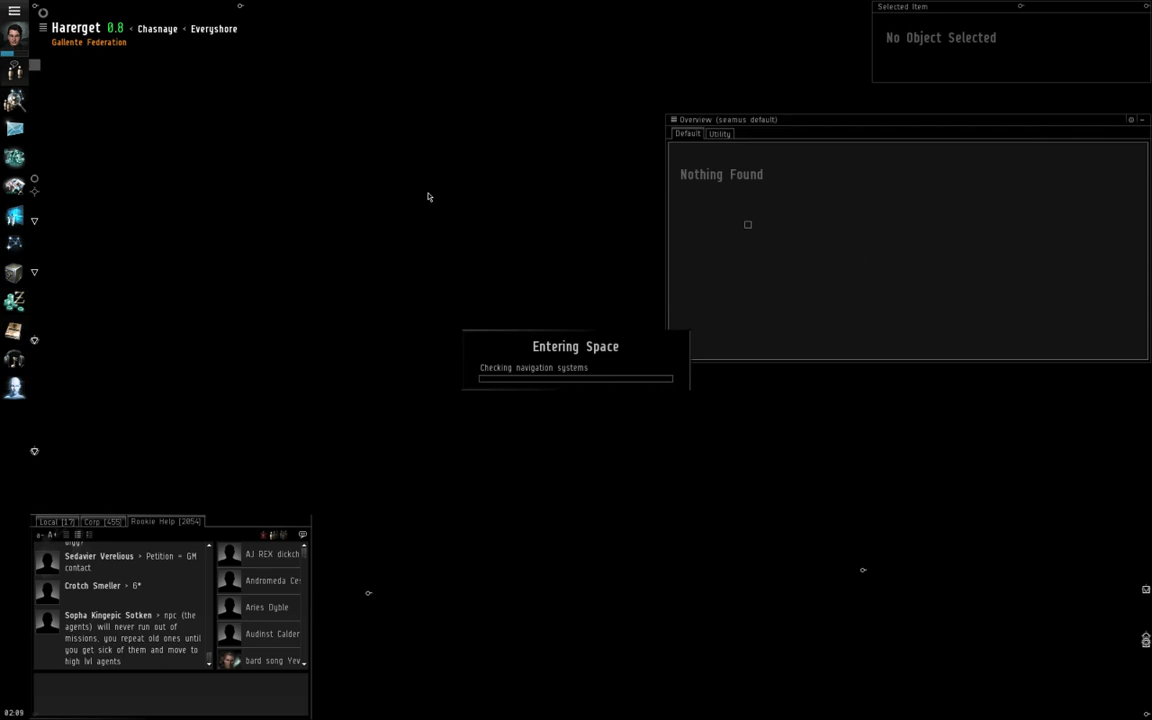 Harerget 0.8 < Chasnaye < Everyshore
Gallente Federation
Selected Item
No Object Selected
Overview (seamus default)
Default Utility
Nothing Found
Entering Space
Checking navigation systems
Local [17] Corp [455] Rookie Help [2054]
a- A+
Sedavier Verelious > Petition = GM
contact
Crotch Smeller > 6*
Sopha Kingepic Sotken > npc (the
agents) will never run out of
missions, you repeat old ones until
you get sick of them and move to
high lvl agents
AJ REX dickch
Andromeda Ce
Aries Dyble
Audinst Calder
bard song Yev
02:09